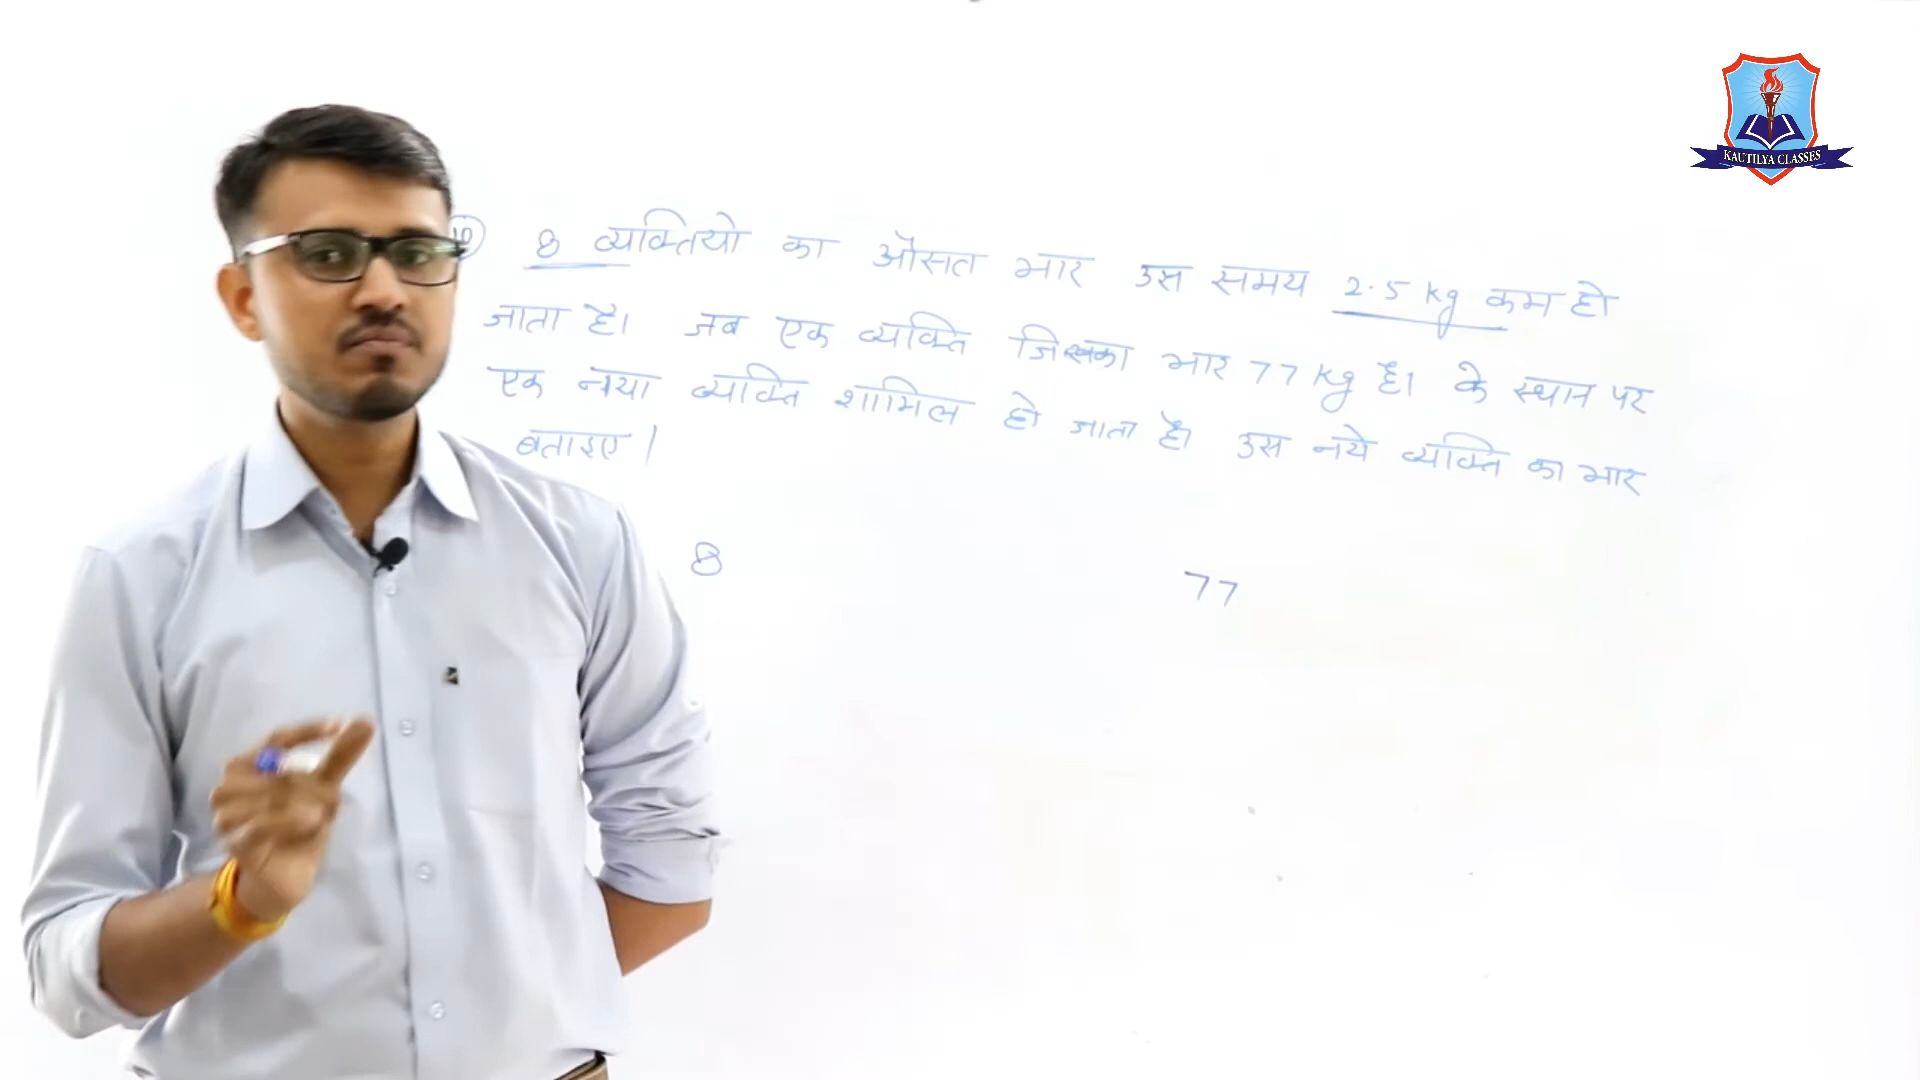 KAUTILYA CLASSES
8 व्यक्तियो का औसत भार उस समय 2.5 kg कम हो
जाता है। जब एक व्यक्ति जिसका भार 77 kg है। के स्थान पर
एक नया व्यक्ति शामिल हो जाता है। उस नये व्यक्ति का भार
बताइए।
8
77